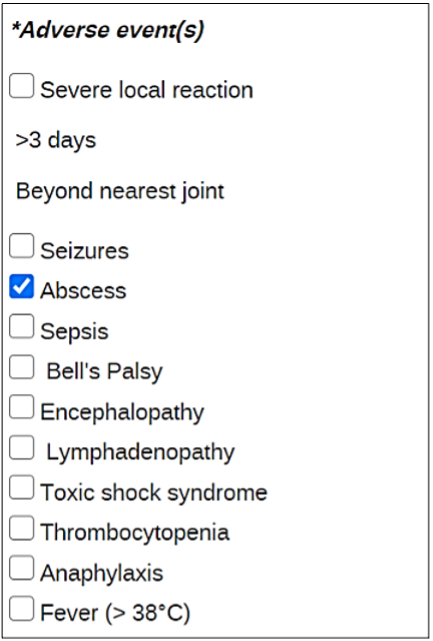 *Adverse event(s)
Severe local reaction
>3 days
Beyond nearest joint
Seizures
Abscess
Sepsis
Bell's Palsy
Encephalopathy
Lymphadenopathy
Toxic shock syndrome
Thrombocytopenia
Anaphylaxis
Fever (> 38°C)